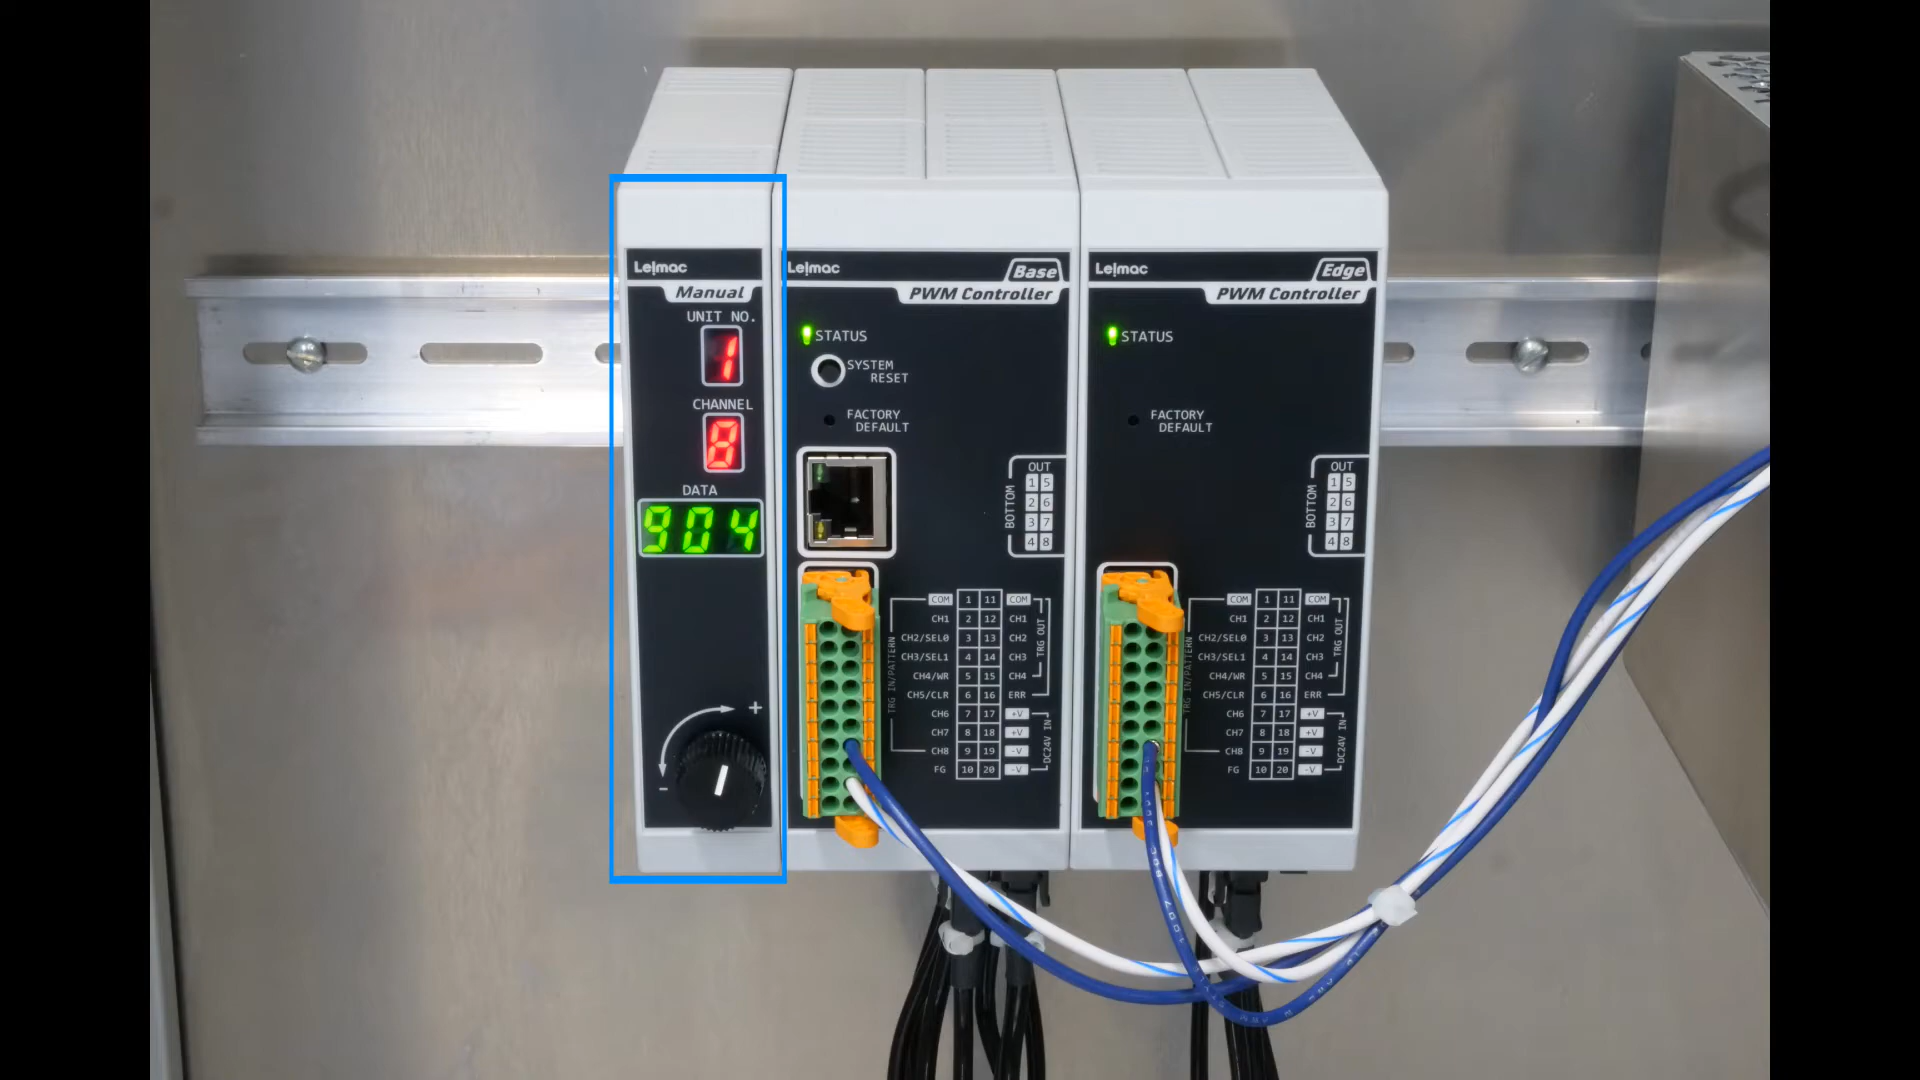 Leimac
Manual
UNIT NO.
1
CHANNEL
8
DATA
904
+
-
Leimac
Base
PWM Controller
STATUS
SYSTEM
RESET
FACTORY
DEFAULT
OUT
BOTTOM
1 5
2 6
3 7
4 8
TRG IN/PATTERN
COM 1 11 COM
CH1 2 12 CH1
CH2/SEL0 3 13 CH2
CH3/SEL1 4 14 CH3
CH4/WR 5 15 CH4
CH5/CLR 6 16 ERR
CH6 7 17 +V
CH7 8 18 +V
CH8 9 19 -V
FG 10 20 -V
TRG OUT
DC24V IN
Leimac
Edge
PWM Controller
STATUS
FACTORY
DEFAULT
OUT
BOTTOM
1 5
2 6
3 7
4 8
TRG IN/PATTERN
COM 1 11 COM
CH1 2 12 CH1
CH2/SEL0 3 13 CH2
CH3/SEL1 4 14 CH3
CH4/WR 5 15 CH4
CH5/CLR 6 16 ERR
CH6 7 17 +V
CH7 8 18 +V
CH8 9 19 -V
FG 10 20 -V
TRG OUT
DC24V IN